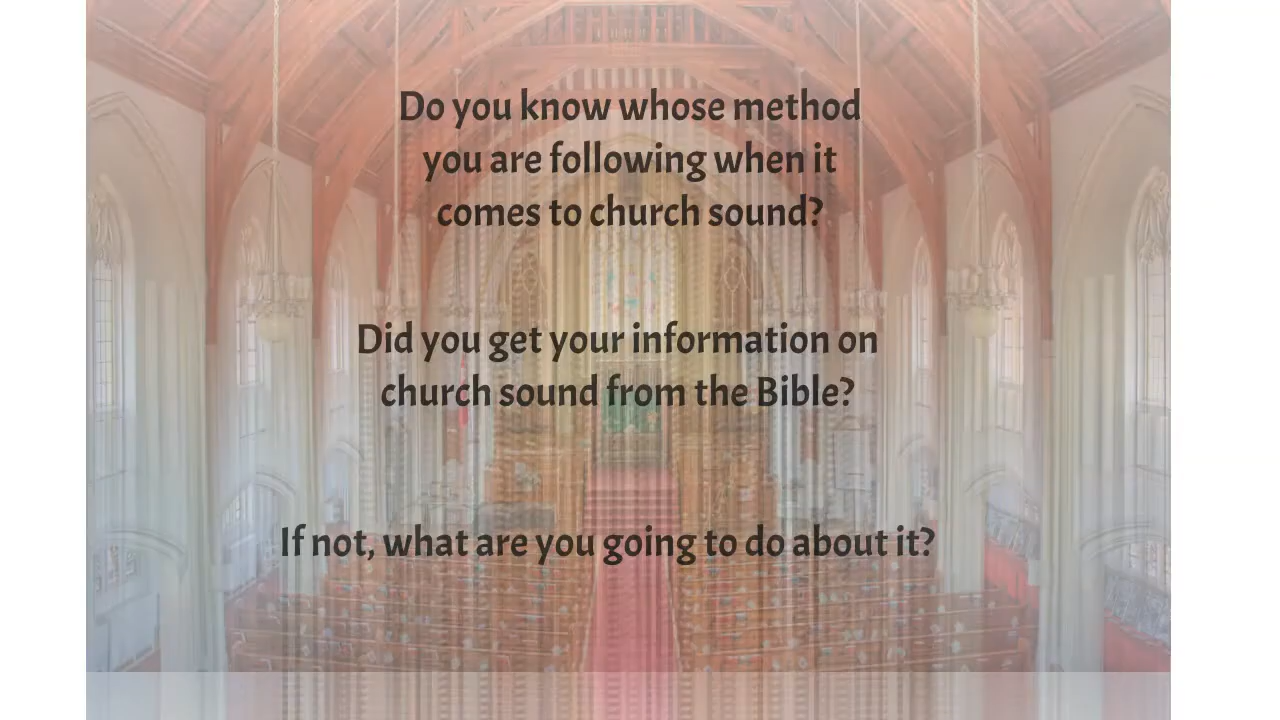 Do you know whose method
you are following when it
comes to church sound?
Did you get your information on
church sound from the Bible?
If not, what are you going to do about it?